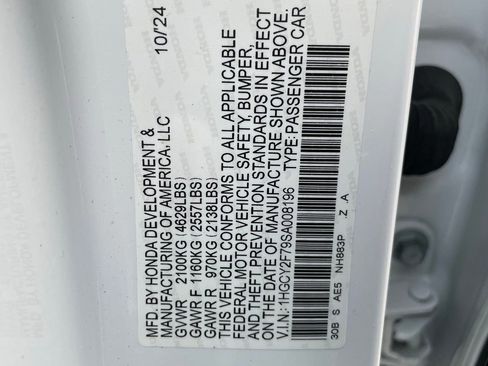 MFD. BY HONDA DEVELOPMENT & 10/'24
MANUFACTURING OF AMERICA, LLC
GVWR 2100KG (4629LBS)
GAWR F 1160KG (2557LBS)
GAWR R 970KG (2138LBS)
THIS VEHICLE CONFORMS TO ALL APPLICABLE
FEDERAL MOTOR VEHICLE SAFETY, BUMPER,
AND THEFT PREVENTION STANDARDS IN EFFECT
ON THE DATE OF MANUFACTURE SHOWN ABOVE.
V.I.N.: 1HGCY2F79SA008196 TYPE: PASSENGER CAR
30B S AE5 NH883P .Z .A